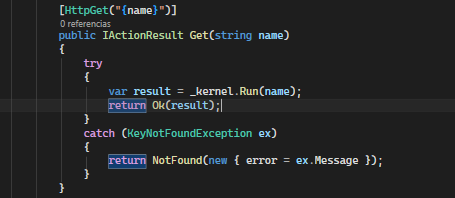 [HttpGet("{name}")]
0 referencias
public IActionResult Get(string name)
{
try
{
var result = _kernel.Run(name);
return Ok(result);
}
catch (KeyNotFoundException ex)
{
return NotFound(new { error = ex.Message });
}
}